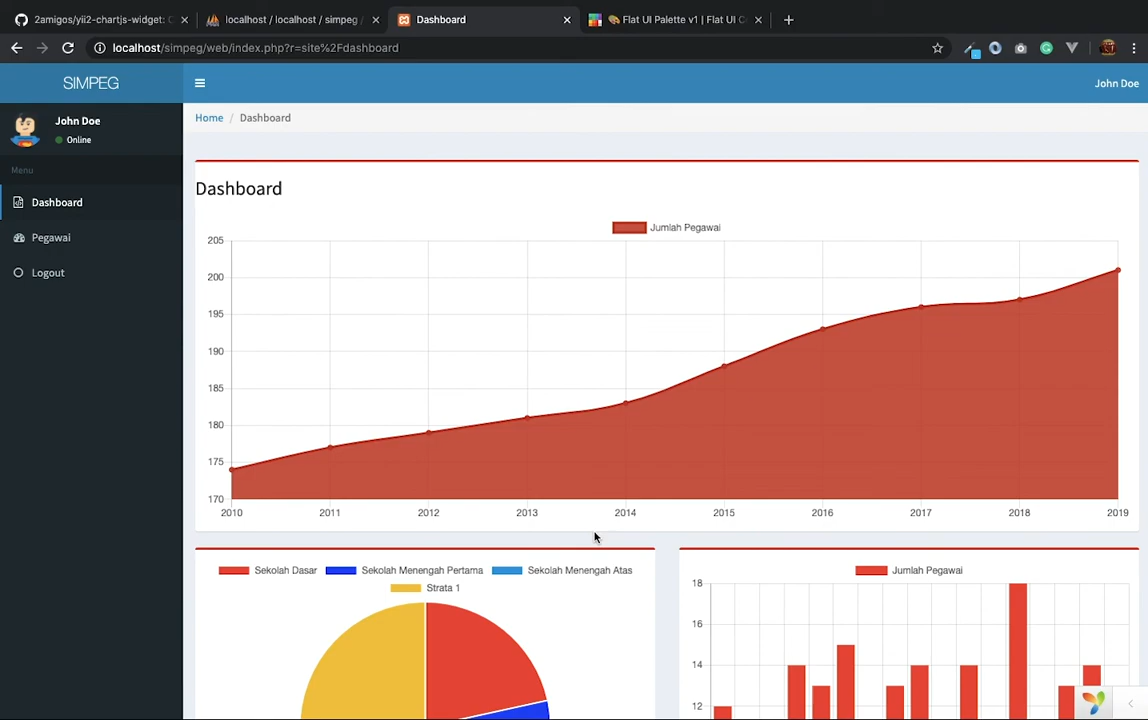 2amigos/yii2-chartjs-widget: C
localhost / localhost / simpeg /
Dashboard
Flat UI Palette v1 | Flat UI C
localhost/simpeg/web/index.php?r=site%2Fdashboard
SIMPEG
John Doe
John Doe
Online
Menu
Dashboard
Pegawai
Logout
Home / Dashboard
Dashboard
Jumlah Pegawai
205
200
195
190
185
180
175
170
2010 2011 2012 2013 2014 2015 2016 2017 2018 2019
Sekolah Dasar Sekolah Menengah Pertama Sekolah Menengah Atas
Strata 1
Jumlah Pegawai
18
16
14
12